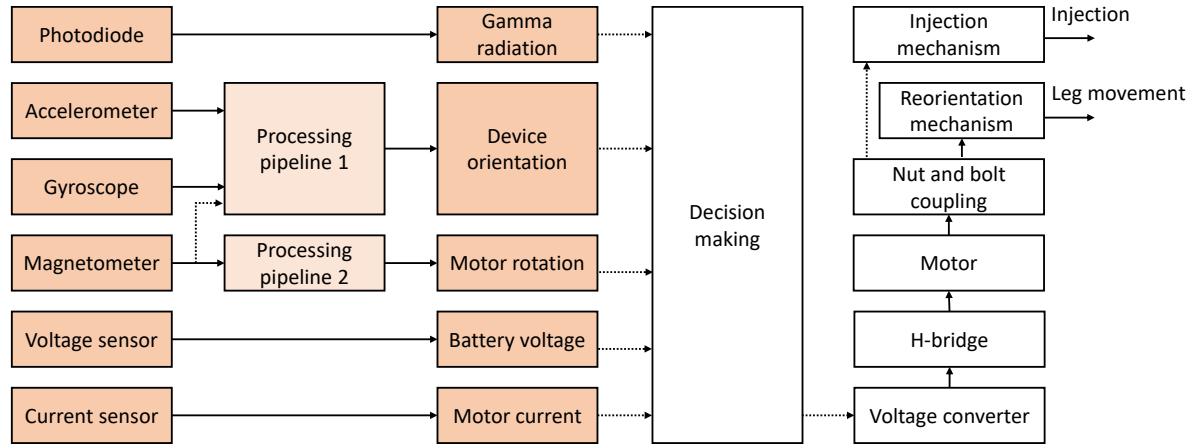 Photodiode
Gamma
radiation
Injection
mechanism
Injection
Accelerometer
Processing
pipeline 1
Device
orientation
Reorientation
mechanism
Leg movement
Gyroscope
Nut and bolt
coupling
Decision
making
Magnetometer
Processing
pipeline 2
Motor rotation
Motor
Voltage sensor
Battery voltage
H-bridge
Current sensor
Motor current
Voltage converter